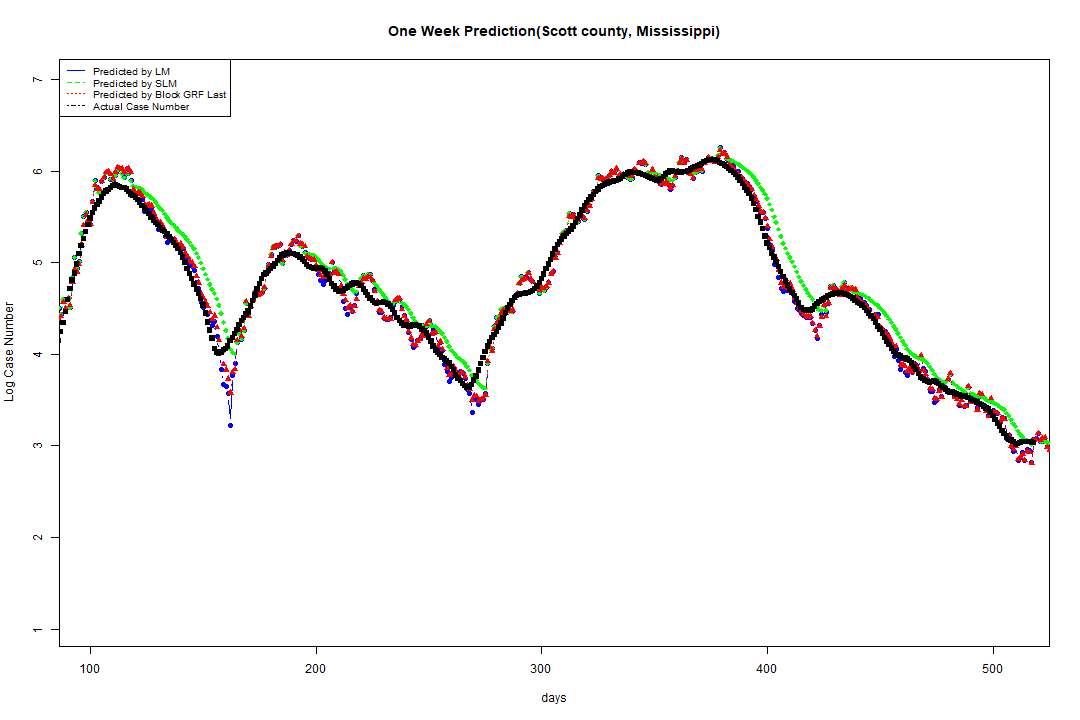 One Week Prediction(Scott county, Mississippi)
Predicted by LM
Predicted by SLM
Predicted by Block GRF Last
Actual Case Number
7
6
5
4
3
2
1
Log Case Number
100 200 300 400 500
days